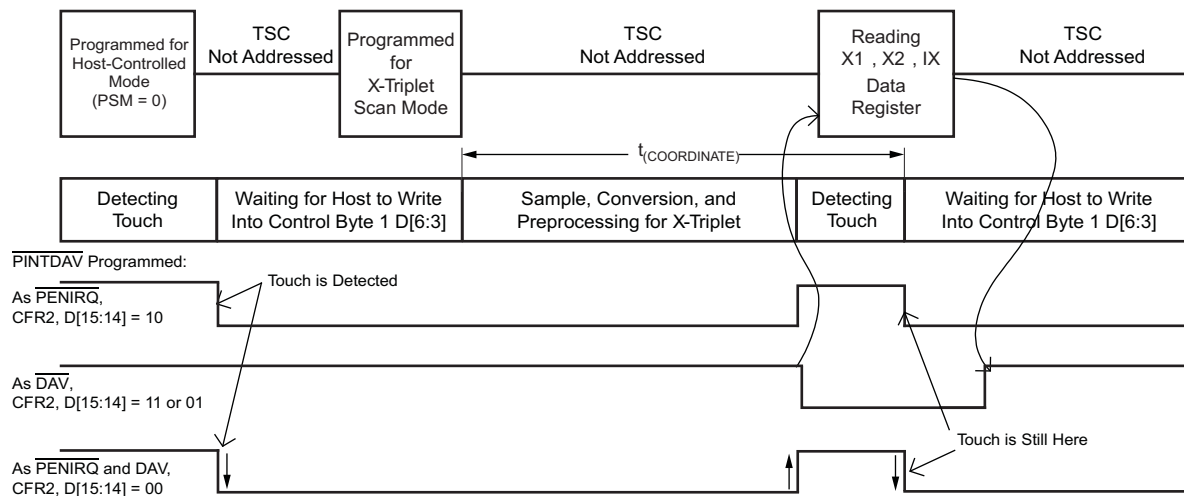 Programmed for
Host-Controlled
Mode
(PSM = 0)
TSC
Not Addressed
Programmed
for
X-Triplet
Scan Mode
TSC
Not Addressed
Reading
X1 , X2 , IX
Data
Register
TSC
Not Addressed
t(COORDINATE)
Detecting
Touch
Waiting for Host to Write
Into Control Byte 1 D[6:3]
Sample, Conversion, and
Preprocessing for X-Triplet
Detecting
Touch
Waiting for Host to Write
Into Control Byte 1 D[6:3]
PINTDAV Programmed:
Touch is Detected
As PENIRQ,
CFR2, D[15:14] = 10
As DAV,
CFR2, D[15:14] = 11 or 01
Touch is Still Here
As PENIRQ and DAV,
CFR2, D[15:14] = 00